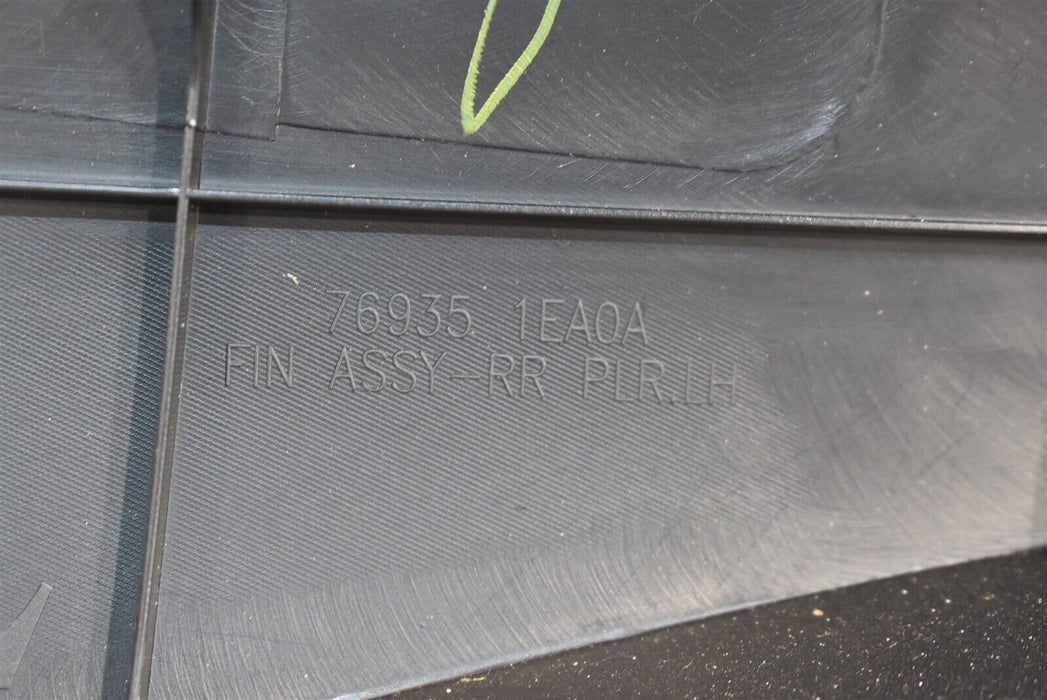 76935 1EA0A
FIN ASSY-RR PLR.LH